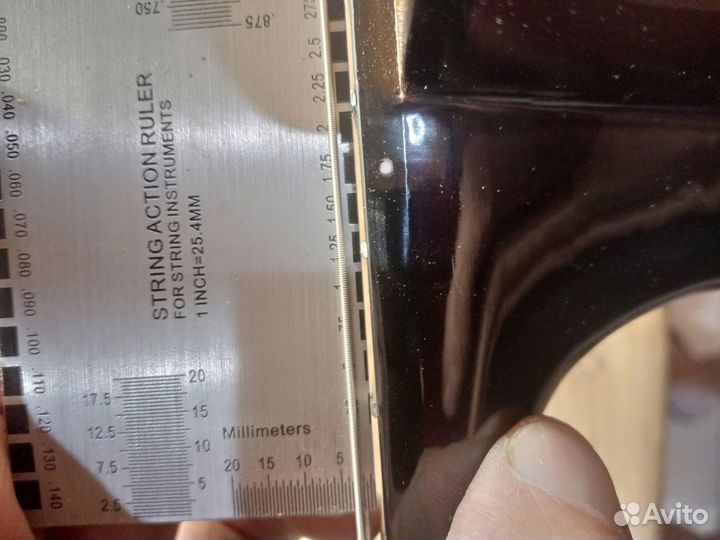 .750
.875
.030 .040 .050 .060 .070 .080 .090 .100 .110 .120 .130 .140
STRING ACTION RULER
FOR STRING INSTRUMENTS
1 INCH=25.4MM
2.5 2.25 2 1.75 1.50 1.25
20
17.5
15
12.5
10
7.5
5
2.5
Millimeters
20 15 10 5
Avito